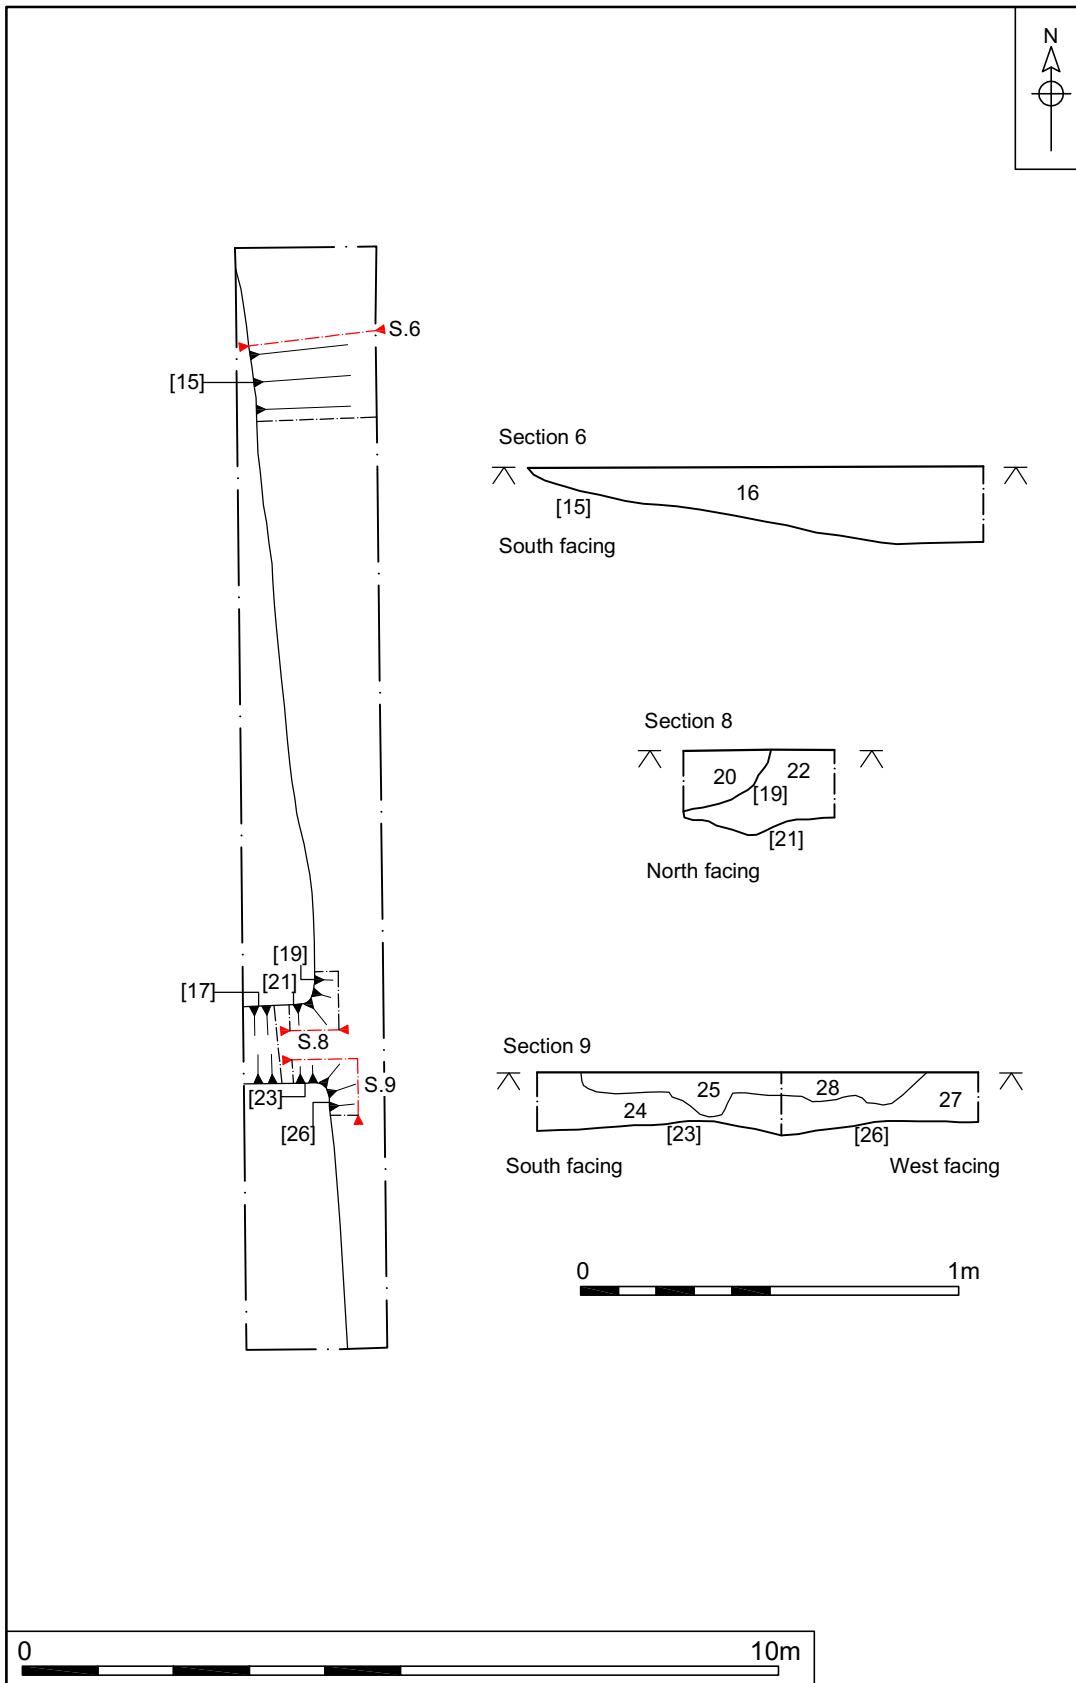 N
S.6
[15]
Section 6
16
[15]
South facing
Section 8
20
22
[19]
[21]
North facing
[19]
[21]
[17]
S.8
S.9
[23]
[26]
Section 9
25
28
24
27
[23]
[26]
South facing
West facing
0
1m
0
10m